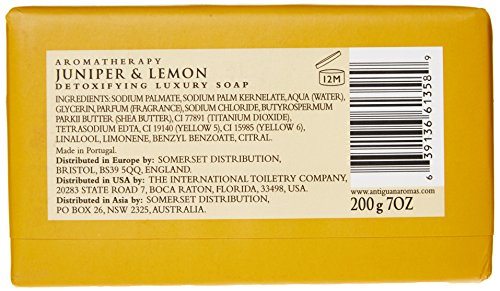 AROMATHERAPY
JUNIPER & LEMON
DETOXIFYING LUXURY SOAP
INGREDIENTS: SODIUM PALMATE, SODIUM PALM KERNELATE, AQUA (WATER),
GLYCERIN, PARFUM (FRAGRANCE), SODIUM CHLORIDE, BUTYROSPERMUM
PARKII BUTTER (SHEA BUTTER), CI 77891 (TITANIUM DIOXIDE),
TETRASODIUM EDTA, CI 19140 (YELLOW 5), CI 15985 (YELLOW 6),
LINALOOL, LIMONENE, BENZYL BENZOATE, CITRAL.
Made in Portugal.
Distributed in Europe by: SOMERSET DISTRIBUTION,
BRISTOL, BS39 5QQ, ENGLAND.
Distributed in USA by: THE INTERNATIONAL TOILETRY COMPANY,
20283 STATE ROAD 7, BOCA RATON, FLORIDA, 33498, USA.
Distributed in Asia by: SOMERSET DISTRIBUTION,
PO BOX 26, NSW 2325, AUSTRALIA.
12M
6 39136 61358 9
www.antiguanaromas.com
200g 7OZ